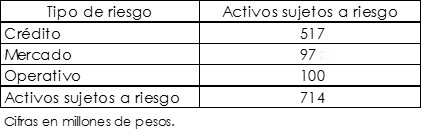 Tipo de riesgo Activos sujetos a riesgo
Crédito 517
Mercado 97
Operativo 100
Activos sujetos a riesgo 714
Cifras en millones de pesos.